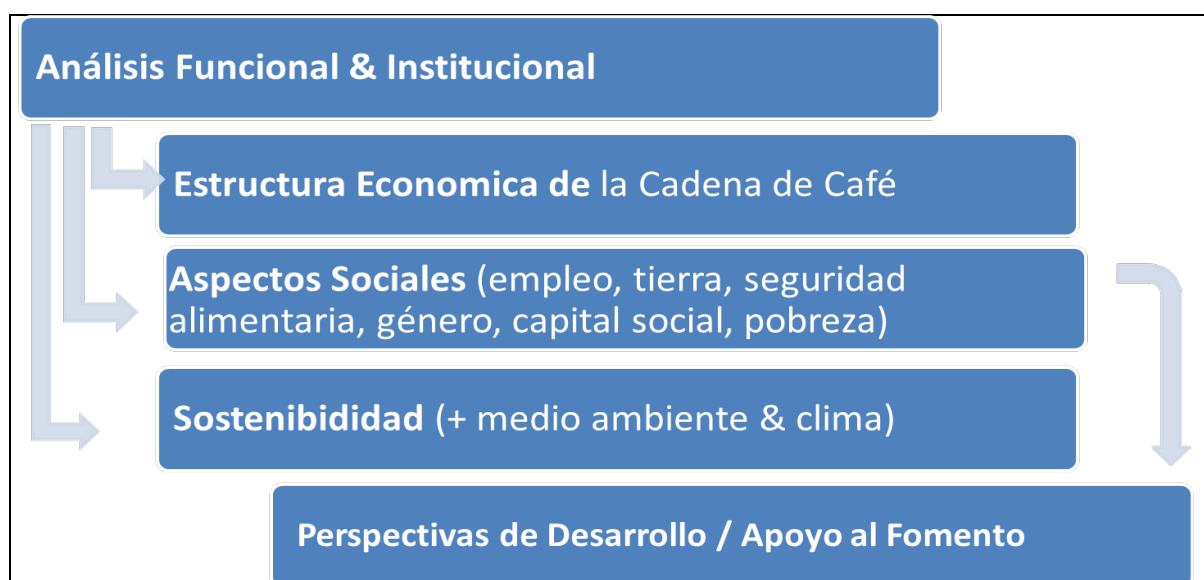 Análisis Funcional & Institucional
Estructura Economica de la Cadena de Café
Aspectos Sociales (empleo, tierra, seguridad
alimentaria, género, capital social, pobreza)
Sostenibididad (+ medio ambiente & clima)
Perspectivas de Desarrollo / Apoyo al Fomento